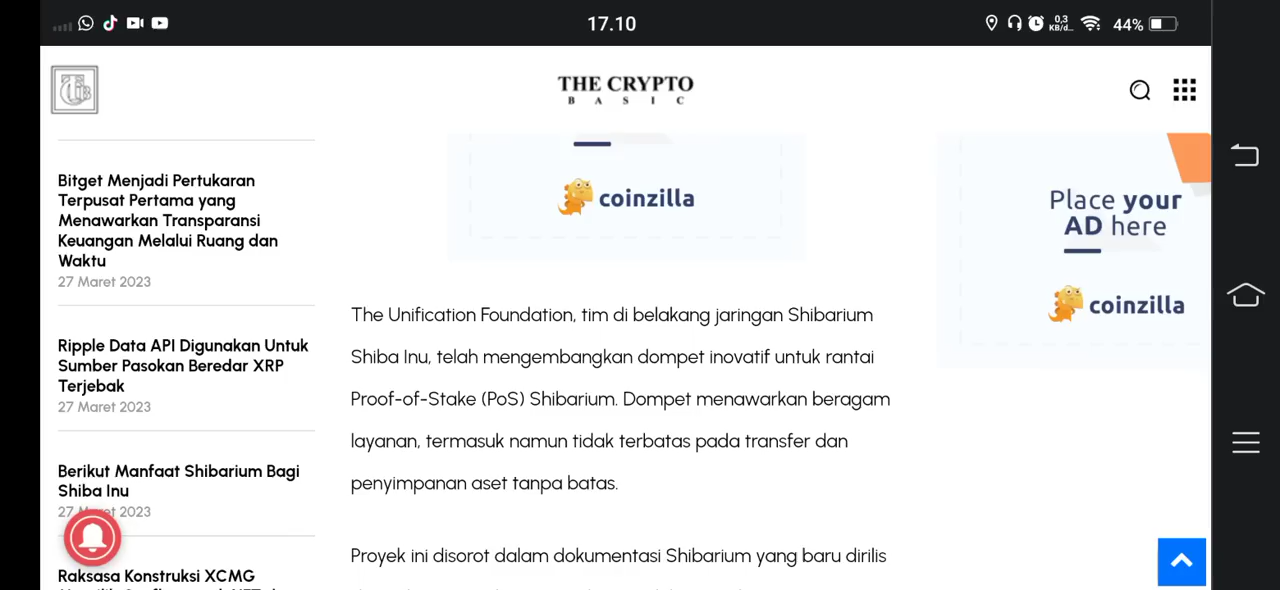 17.10
0,3
KB/d...
44%
THE CRYPTO
BASIC
Bitget Menjadi Pertukaran
Terpusat Pertama yang
Menawarkan Transparansi
Keuangan Melalui Ruang dan
Waktu
27 Maret 2023
Ripple Data API Digunakan Untuk
Sumber Pasokan Beredar XRP
Terjebak
27 Maret 2023
Berikut Manfaat Shibarium Bagi
Shiba Inu
27 Maret 2023
Raksasa Konstruksi XCMG
coinzilla
The Unification Foundation, tim di belakang jaringan Shibarium
Shiba Inu, telah mengembangkan dompet inovatif untuk rantai
Proof-of-Stake (PoS) Shibarium. Dompet menawarkan beragam
layanan, termasuk namun tidak terbatas pada transfer dan
penyimpanan aset tanpa batas.
Proyek ini disorot dalam dokumentasi Shibarium yang baru dirilis
Place your
AD here
coinzilla